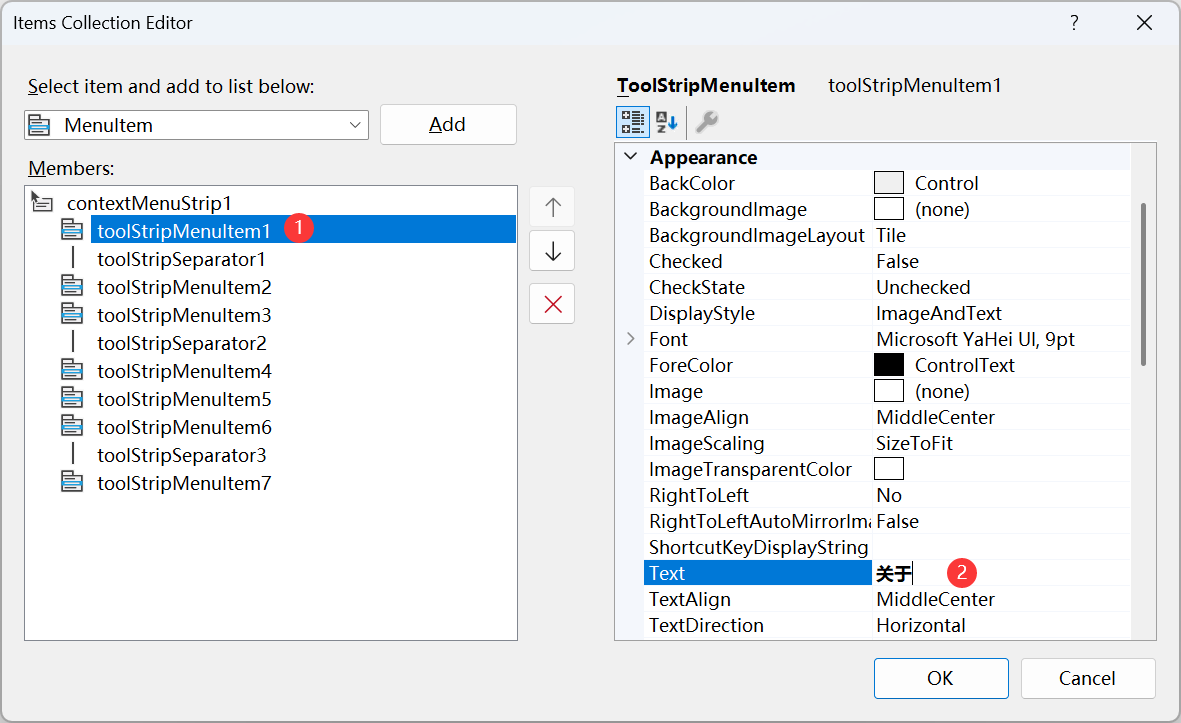 Items Collection Editor
?
Select item and add to list below:
MenuItem
Add
Members:
contextMenuStrip1
toolStripMenuItem1 1
toolStripSeparator1
toolStripMenuItem2
toolStripMenuItem3
toolStripSeparator2
toolStripMenuItem4
toolStripMenuItem5
toolStripMenuItem6
toolStripSeparator3
toolStripMenuItem7
ToolStripMenuItem toolStripMenuItem1
Appearance
BackColor Control
BackgroundImage (none)
BackgroundImageLayout Tile
Checked False
CheckState Unchecked
DisplayStyle ImageAndText
Font Microsoft YaHei UI, 9pt
ForeColor ControlText
Image (none)
ImageAlign MiddleCenter
ImageScaling SizeToFit
ImageTransparentColor
RightToLeft No
RightToLeftAutoMirrorIma False
ShortcutKeyDisplayString
Text 关于 2
TextAlign MiddleCenter
TextDirection Horizontal
OK Cancel